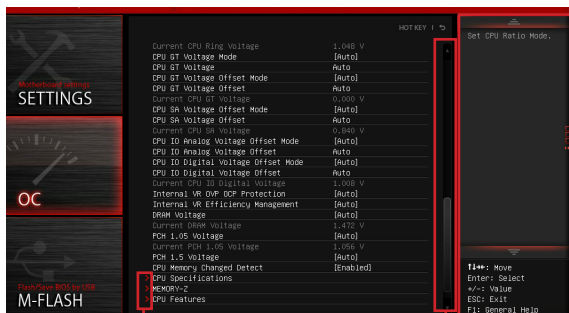 HOT KEY | ↶
Set CPU Ratio Mode.
Motherboard settings
SETTINGS
OC
Flash/Save BIOS by USB
M-FLASH
Current CPU Ring Voltage 1.048 V
CPU GT Voltage Mode [Auto]
CPU GT Voltage Auto
CPU GT Voltage Offset Mode [Auto]
CPU GT Voltage Offset Auto
Current CPU GT Voltage 0.000 V
CPU SA Voltage Offset Mode [Auto]
CPU SA Voltage Offset Auto
Current CPU SA Voltage 0.840 V
CPU IO Analog Voltage Offset Mode [Auto]
CPU IO Analog Voltage Offset Auto
CPU IO Digital Voltage Offset Mode [Auto]
CPU IO Digital Voltage Offset Auto
Current CPU IO Digital Voltage 1.008 V
Internal VR OVP OCP Protection [Auto]
Internal VR Efficiency Management [Auto]
DRAM Voltage [Auto]
Current DRAM Voltage 1.472 V
PCH 1.05 Voltage [Auto]
Current PCH 1.05 Voltage 1.056 V
PCH 1.5 Voltage [Auto]
CPU Memory Changed Detect [Enabled]
> CPU Specifications
> MEMORY-Z
> CPU Features
↑↓→←: Move
Enter: Select
+/-: Value
ESC: Exit
F1: General Help